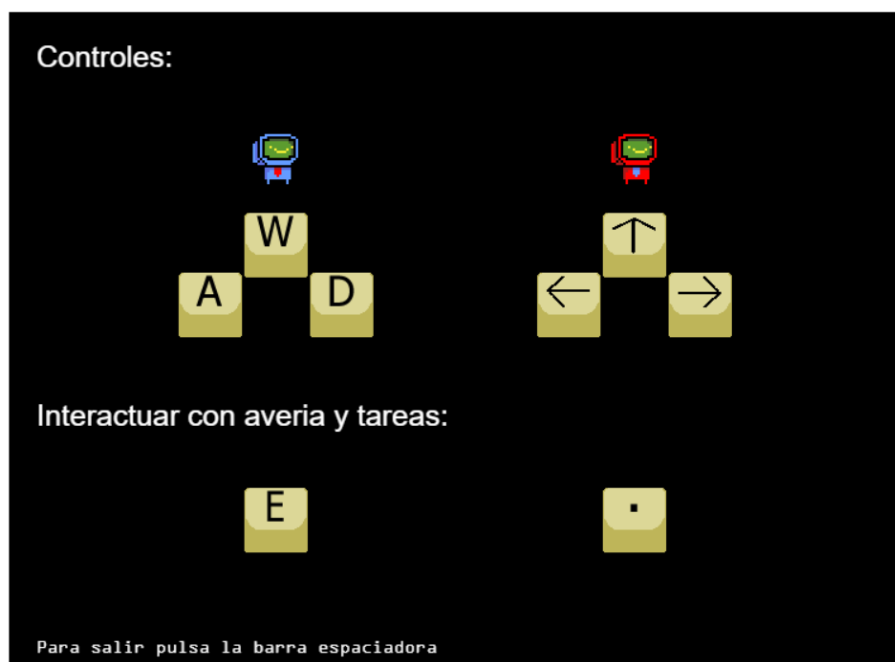 Controles:
W ↑
A D ← →
Interactuar con averia y tareas:
E .
Para salir pulsa la barra espaciadora